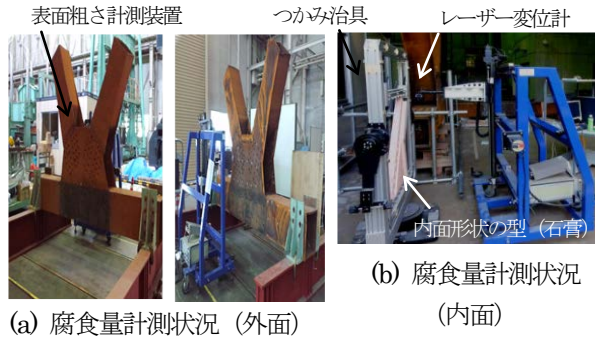 表面粗さ計測装置
つかみ治具
レーザー変位計
内面形状の型（石膏）
(a) 腐食量計測状況（外面）
(b) 腐食量計測状況
（内面）